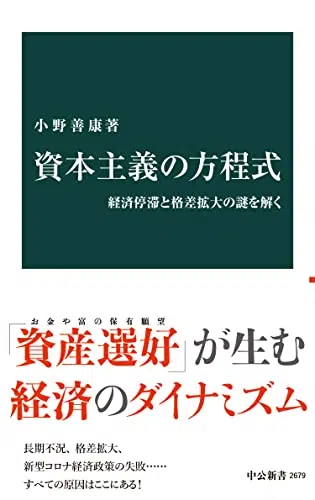 小野善康著
資本主義の方程式
経済停滞と格差拡大の謎を解く
お金や富の保有願望
「資産選好」が生む
経済のダイナミズム
長期不況、格差拡大、
新型コロナ経済政策の失敗……
すべての原因はここにある!
中公新書 2679